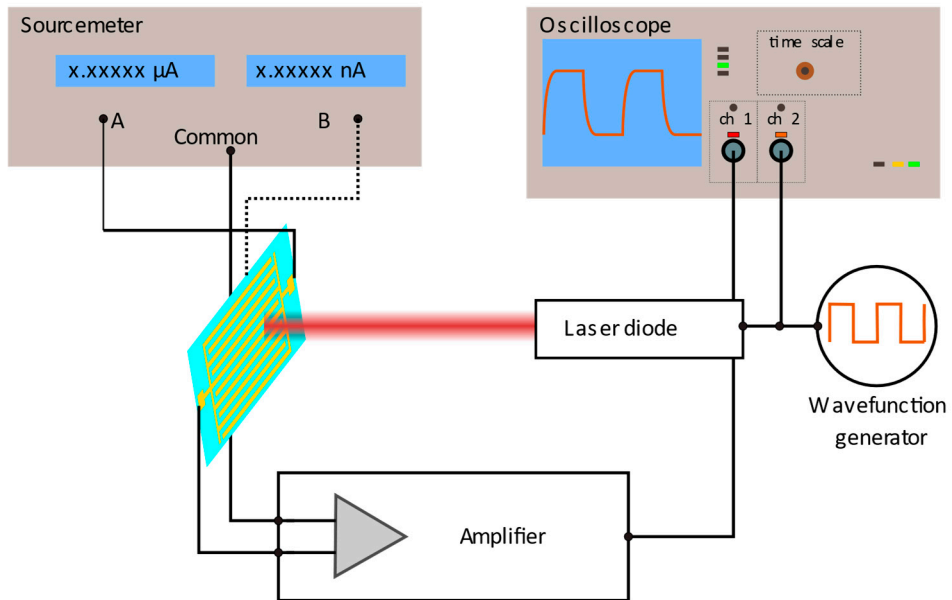 Sourcemeter
x.xxxxx µA
x.xxxxx nA
A
Common
B
Oscilloscope
time scale
ch 1
ch 2
Laser diode
Wavefunction
generator
Amplifier